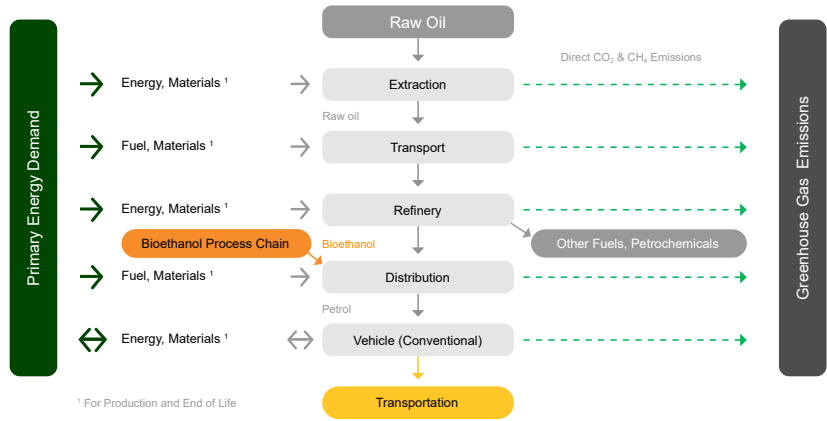 Raw Oil
Direct CO₂ & CH₄ Emissions
Energy, Materials ¹
Extraction
Raw oil
Fuel, Materials ¹
Transport
Energy, Materials ¹
Refinery
Bioethanol Process Chain
Bioethanol
Other Fuels, Petrochemicals
Fuel, Materials ¹
Distribution
Petrol
Energy, Materials ¹
Vehicle (Conventional)
¹ For Production and End of Life
Transportation
Primary Energy Demand
Greenhouse Gas Emissions